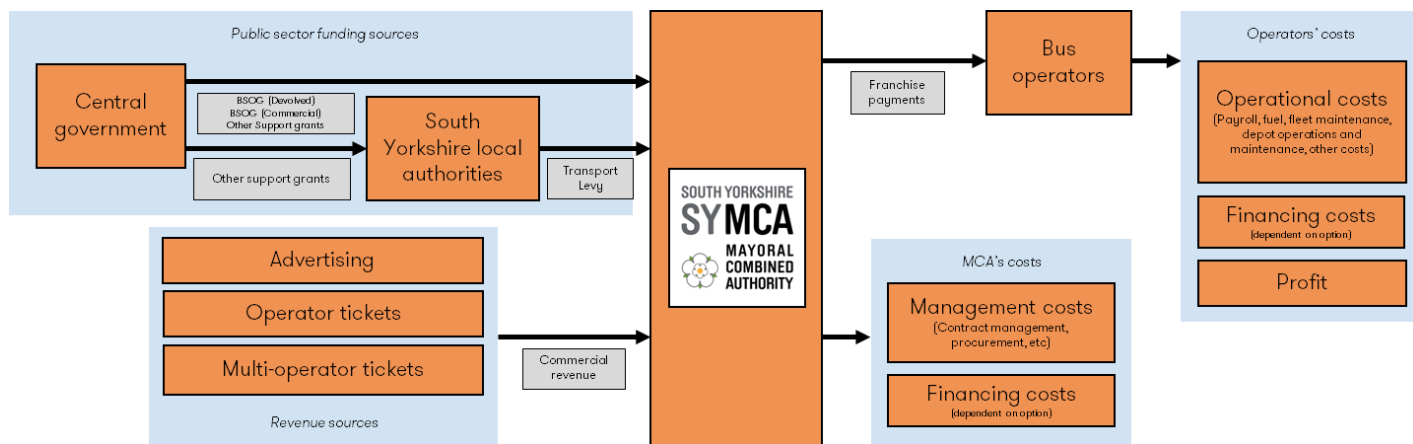 Public sector funding sources
Central
government
BSOG (Devolved)
BSOG (Commercial)
Other Support grants
Other support grants
South
Yorkshire local
authorities
Transport
Levy
Advertising
Operator tickets
Multi-operator tickets
Revenue sources
Commercial
revenue
SOUTH YORKSHIRE
SYMCA
MAYORAL
COMBINED
AUTHORITY
Franchise
payments
Bus
operators
MCA's costs
Management costs
(Contract management,
procurement, etc)
Financing costs
(dependent on option)
Operators' costs
Operational costs
(Payroll, fuel, fleet maintenance,
depot operations and
maintenance, other costs)
Financing costs
(dependent on option)
Profit